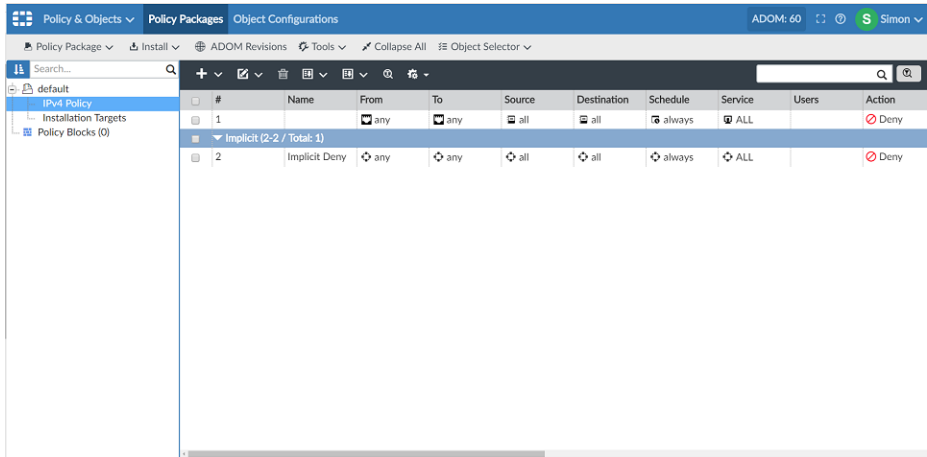 Policy & Objects Policy Packages Object Configurations ADOM: 60 S Simon
Policy Package Install ADOM Revisions Tools Collapse All Object Selector
Search...
default
IPv4 Policy
Installation Targets
Policy Blocks (0)
# Name From To Source Destination Schedule Service Users Action
1 any any all all always ALL Deny
Implicit (2-2 / Total: 1)
2 Implicit Deny any any all all always ALL Deny